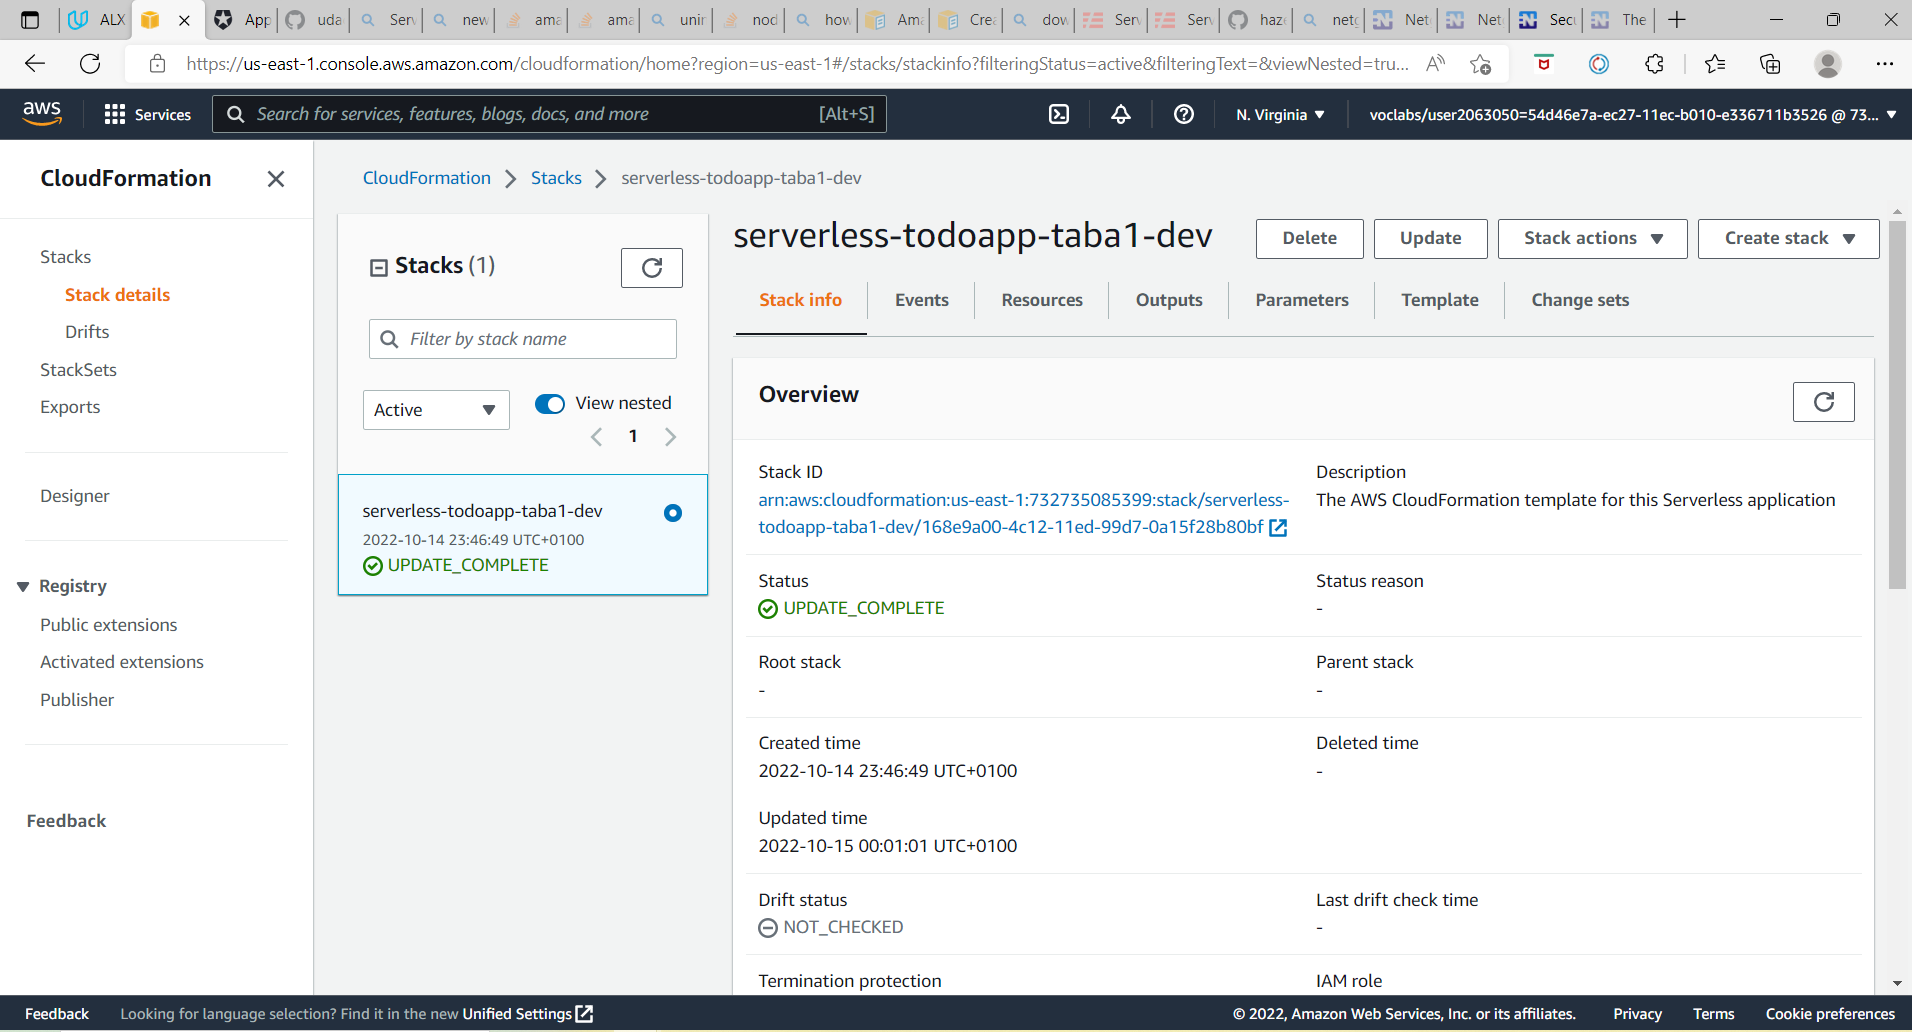 ALX
App
uda
Serv
new
ama
ama
unir
nod
how
Ama
Crea
dow
Serv
Serv
haze
netg
Net
Net
Secu
The
https://us-east-1.console.aws.amazon.com/cloudformation/home?region=us-east-1#/stacks/stackinfo?filteringStatus=active&filteringText=&viewNested=tru...
aws
Services
Search for services, features, blogs, docs, and more
[Alt+S]
N. Virginia
voclabs/user2063050=54d46e7a-ec27-11ec-b010-e336711b3526 @ 73...
CloudFormation
Stacks
Stack details
Drifts
StackSets
Exports
Designer
Registry
Public extensions
Activated extensions
Publisher
Feedback
CloudFormation
Stacks
serverless-todoapp-taba1-dev
Stacks (1)
Filter by stack name
Active
View nested
1
serverless-todoapp-taba1-dev
2022-10-14 23:46:49 UTC+0100
UPDATE_COMPLETE
serverless-todoapp-taba1-dev
Delete
Update
Stack actions
Create stack
Stack info
Events
Resources
Outputs
Parameters
Template
Change sets
Overview
Stack ID
arn:aws:cloudformation:us-east-1:732735085399:stack/serverless-
todoapp-taba1-dev/168e9a00-4c12-11ed-99d7-0a15f28b80bf
Description
The AWS CloudFormation template for this Serverless application
Status
UPDATE_COMPLETE
Status reason
-
Root stack
-
Parent stack
-
Created time
2022-10-14 23:46:49 UTC+0100
Deleted time
-
Updated time
2022-10-15 00:01:01 UTC+0100
Drift status
NOT_CHECKED
Last drift check time
-
Termination protection
IAM role
Feedback
Looking for language selection? Find it in the new Unified Settings
© 2022, Amazon Web Services, Inc. or its affiliates.
Privacy
Terms
Cookie preferences